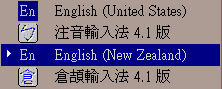 En English (United States)
ㄅ 注音輸入法 4.1 版
En English (New Zealand)
倉 倉頡輸入法 4.1 版